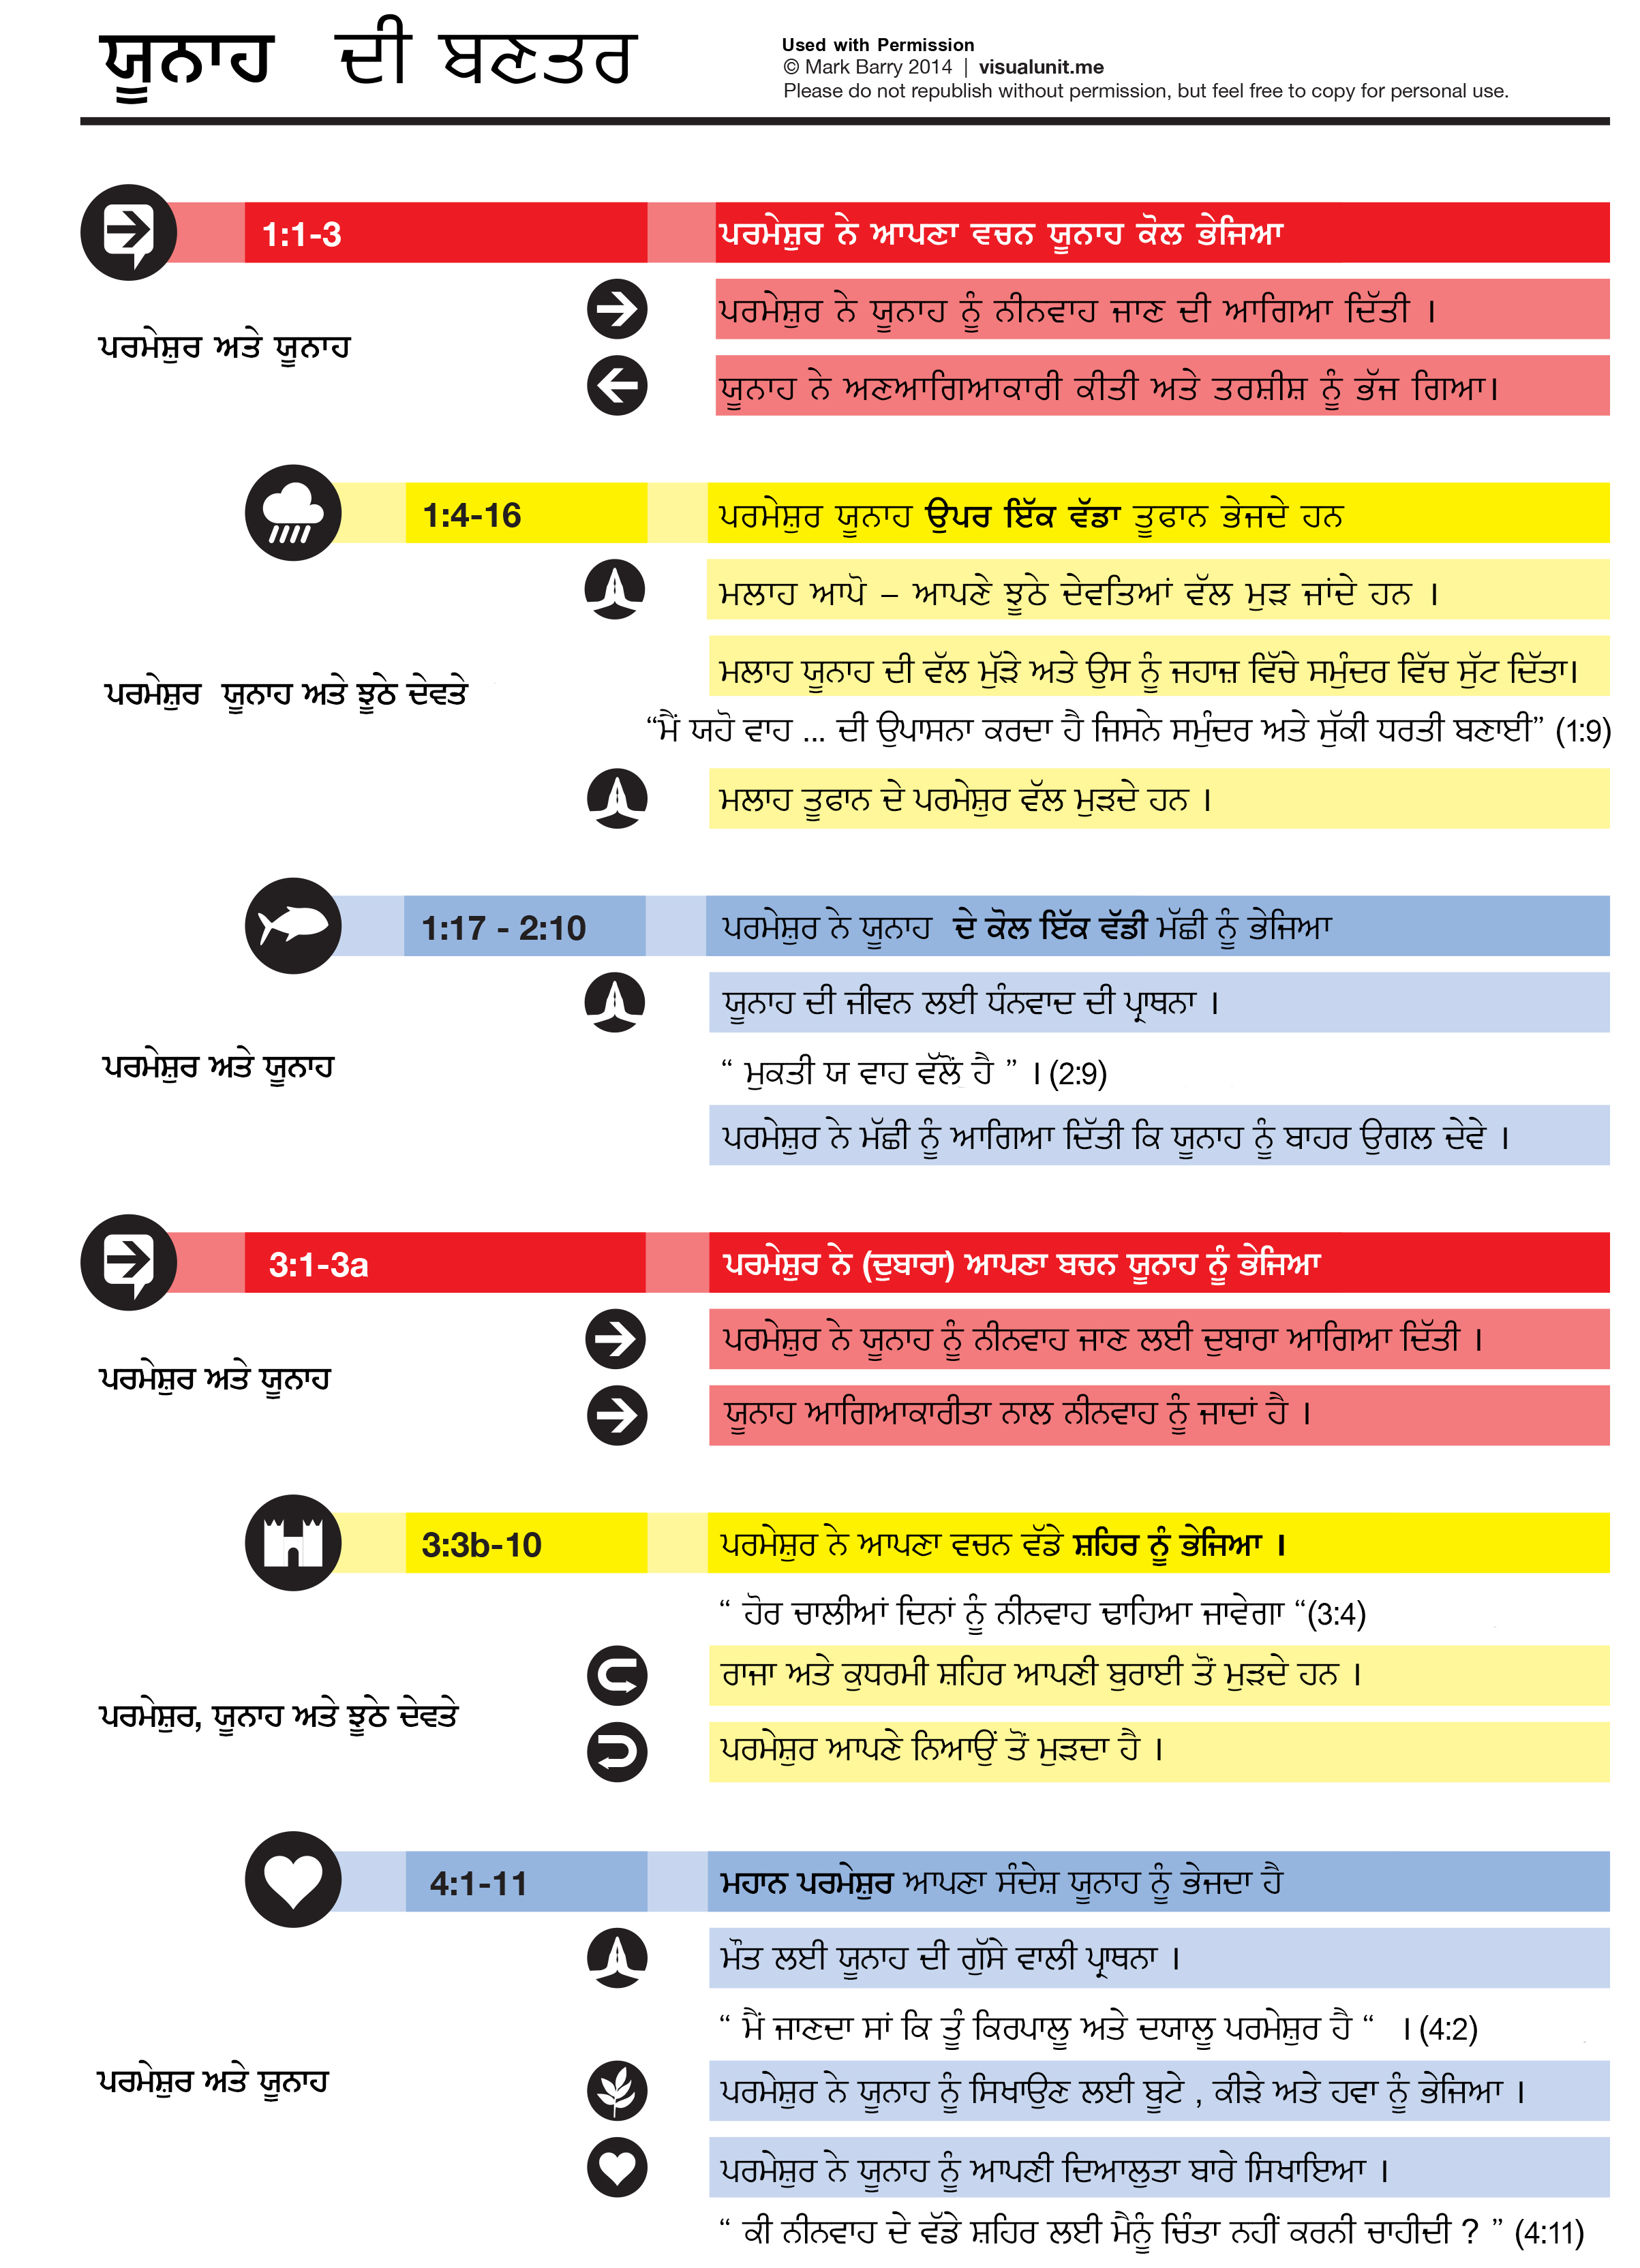 ਯੂਨਾਹ ਦੀ ਬਣਤਰ
Used with Permission
© Mark Barry 2014 | visualunit.me
Please do not republish without permission, but feel free to copy for personal use.
1:1-3 ਪਰਮੇਸ਼ੁਰ ਨੇ ਆਪਣਾ ਵਚਨ ਯੂਨਾਹ ਕੋਲ ਭੇਜਿਆ
ਪਰਮੇਸ਼ੁਰ ਨੇ ਯੂਨਾਹ ਨੂੰ ਨੀਨਵਾਹ ਜਾਣ ਦੀ ਆਗਿਆ ਦਿੱਤੀ ।
ਪਰਮੇਸ਼ੁਰ ਅਤੇ ਯੂਨਾਹ
ਯੂਨਾਹ ਨੇ ਅਣਆਗਿਆਕਾਰੀ ਕੀਤੀ ਅਤੇ ਤਰਸ਼ੀਸ਼ ਨੂੰ ਭੱਜ ਗਿਆ।
1:4-16 ਪਰਮੇਸ਼ੁਰ ਯੂਨਾਹ ਉਪਰ ਇੱਕ ਵੱਡਾ ਤੂਫਾਨ ਭੇਜਦੇ ਹਨ
ਮਲਾਹ ਆਪੋ – ਆਪਣੇ ਝੂਠੇ ਦੇਵਤਿਆਂ ਵੱਲ ਮੁੜ ਜਾਂਦੇ ਹਨ ।
ਮਲਾਹ ਯੂਨਾਹ ਦੀ ਵੱਲ ਮੁੱੜੇ ਅਤੇ ਉਸ ਨੂੰ ਜਹਾਜ਼ ਵਿੱਚੇ ਸਮੁੰਦਰ ਵਿੱਚ ਸੁੱਟ ਦਿੱਤਾ।
ਪਰਮੇਸ਼ੁਰ ਯੂਨਾਹ ਅਤੇ ਝੂਠੇ ਦੇਵਤੇ
“ਮੈਂ ਯਹੋ ਵਾਹ ... ਦੀ ਉਪਾਸਨਾ ਕਰਦਾ ਹੈ ਜਿਸਨੇ ਸਮੁੰਦਰ ਅਤੇ ਸੁੱਕੀ ਧਰਤੀ ਬਣਾਈ” (1:9)
ਮਲਾਹ ਤੂਫਾਨ ਦੇ ਪਰਮੇਸ਼ੁਰ ਵੱਲ ਮੁੜਦੇ ਹਨ ।
1:17 - 2:10 ਪਰਮੇਸ਼ੁਰ ਨੇ ਯੂਨਾਹ ਦੇ ਕੋਲ ਇੱਕ ਵੱਡੀ ਮੱਛੀ ਨੂੰ ਭੇਜਿਆ
ਯੂਨਾਹ ਦੀ ਜੀਵਨ ਲਈ ਧੰਨਵਾਦ ਦੀ ਪ੍ਰਾਥਨਾ ।
ਪਰਮੇਸ਼ੁਰ ਅਤੇ ਯੂਨਾਹ
“ ਮੁਕਤੀ ਯ ਵਾਹ ਵੱਲੋਂ ਹੈ ” । (2:9)
ਪਰਮੇਸ਼ੁਰ ਨੇ ਮੱਛੀ ਨੂੰ ਆਗਿਆ ਦਿੱਤੀ ਕਿ ਯੂਨਾਹ ਨੂੰ ਬਾਹਰ ਉਗਲ ਦੇਵੇ ।
3:1-3a ਪਰਮੇਸ਼ੁਰ ਨੇ (ਦੁਬਾਰਾ) ਆਪਣਾ ਬਚਨ ਯੂਨਾਹ ਨੂੰ ਭੇਜਿਆ
ਪਰਮੇਸ਼ੁਰ ਨੇ ਯੂਨਾਹ ਨੂੰ ਨੀਨਵਾਹ ਜਾਣ ਲਈ ਦੁਬਾਰਾ ਆਗਿਆ ਦਿੱਤੀ ।
ਪਰਮੇਸ਼ੁਰ ਅਤੇ ਯੂਨਾਹ
ਯੂਨਾਹ ਆਗਿਆਕਾਰੀਤਾ ਨਾਲ ਨੀਨਵਾਹ ਨੂੰ ਜਾਦਾਂ ਹੈ ।
3:3b-10 ਪਰਮੇਸ਼ੁਰ ਨੇ ਆਪਣਾ ਵਚਨ ਵੱਡੇ ਸ਼ਹਿਰ ਨੂੰ ਭੇਜਿਆ ।
“ ਹੋਰ ਚਾਲੀਆਂ ਦਿਨਾਂ ਨੂੰ ਨੀਨਵਾਹ ਢਾਹਿਆ ਜਾਵੇਗਾ “(3:4)
ਰਾਜਾ ਅਤੇ ਕੁਧਰਮੀ ਸ਼ਹਿਰ ਆਪਣੀ ਬੁਰਾਈ ਤੋਂ ਮੁੜਦੇ ਹਨ ।
ਪਰਮੇਸ਼ੁਰ, ਯੂਨਾਹ ਅਤੇ ਝੂਠੇ ਦੇਵਤੇ
ਪਰਮੇਸ਼ੁਰ ਆਪਣੇ ਨਿਆਉਂ ਤੋਂ ਮੁੜਦਾ ਹੈ ।
4:1-11 ਮਹਾਨ ਪਰਮੇਸ਼ੁਰ ਆਪਣਾ ਸੰਦੇਸ਼ ਯੂਨਾਹ ਨੂੰ ਭੇਜਦਾ ਹੈ
ਮੌਤ ਲਈ ਯੂਨਾਹ ਦੀ ਗੁੱਸੇ ਵਾਲੀ ਪ੍ਰਾਥਨਾ ।
“ ਮੈਂ ਜਾਣਦਾ ਸਾਂ ਕਿ ਤੂੰ ਕਿਰਪਾਲੂ ਅਤੇ ਦਯਾਲੂ ਪਰਮੇਸ਼ੁਰ ਹੈ “ । (4:2)
ਪਰਮੇਸ਼ੁਰ ਅਤੇ ਯੂਨਾਹ
ਪਰਮੇਸ਼ੁਰ ਨੇ ਯੂਨਾਹ ਨੂੰ ਸਿਖਾਉਣ ਲਈ ਬੂਟੇ , ਕੀੜੇ ਅਤੇ ਹਵਾ ਨੂੰ ਭੇਜਿਆ ।
ਪਰਮੇਸ਼ੁਰ ਨੇ ਯੂਨਾਹ ਨੂੰ ਆਪਣੀ ਦਿਆਲੁਤਾ ਬਾਰੇ ਸਿਖਾਇਆ ।
“ ਕੀ ਨੀਨਵਾਹ ਦੇ ਵੱਡੇ ਸ਼ਹਿਰ ਲਈ ਮੈਨੂੰ ਚਿੰਤਾ ਨਹੀਂ ਕਰਨੀ ਚਾਹੀਦੀ ? ” (4:11)